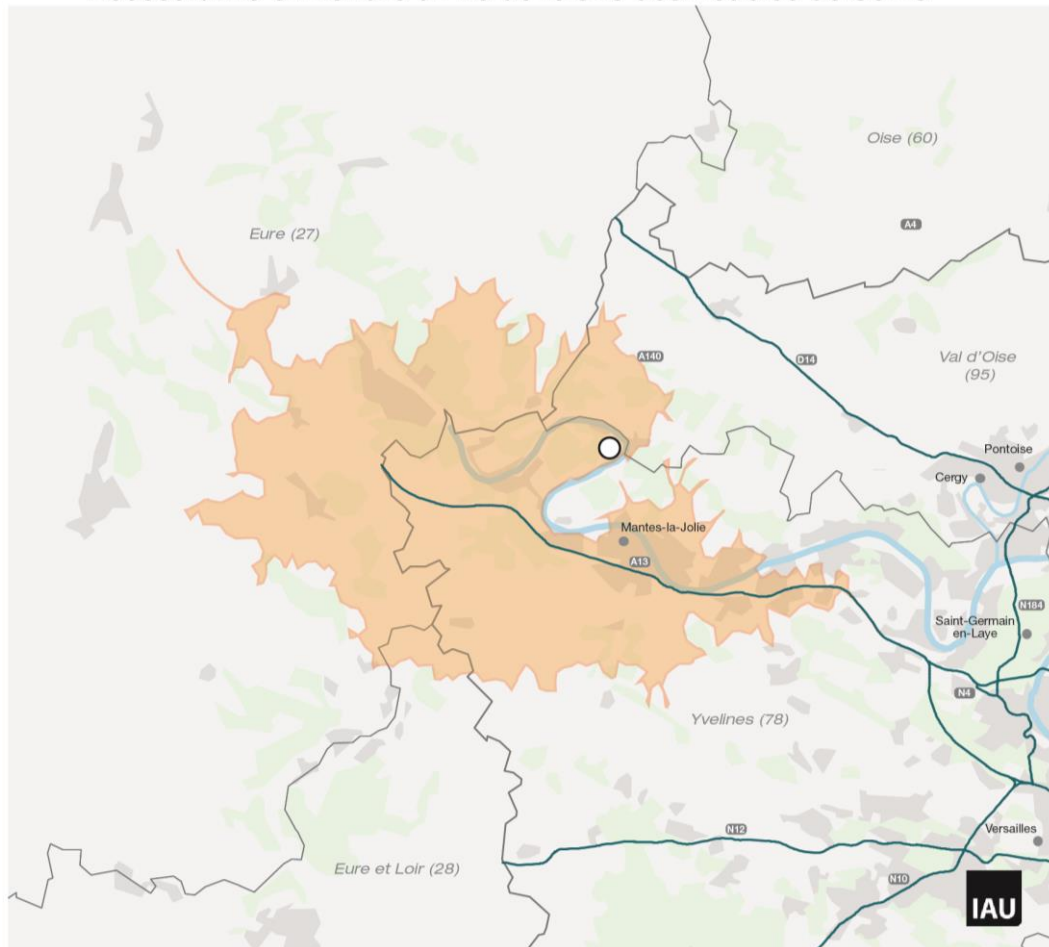 Oise (60)
A4
Eure (27)
A140
D14
Val d'Oise
(95)
Pontoise
Cergy
Mantes-la-Jolie
A13
N184
Saint-Germain
en-Laye
N4
Yvelines (78)
N12
Versailles
Eure et Loir (28)
N10
IAU